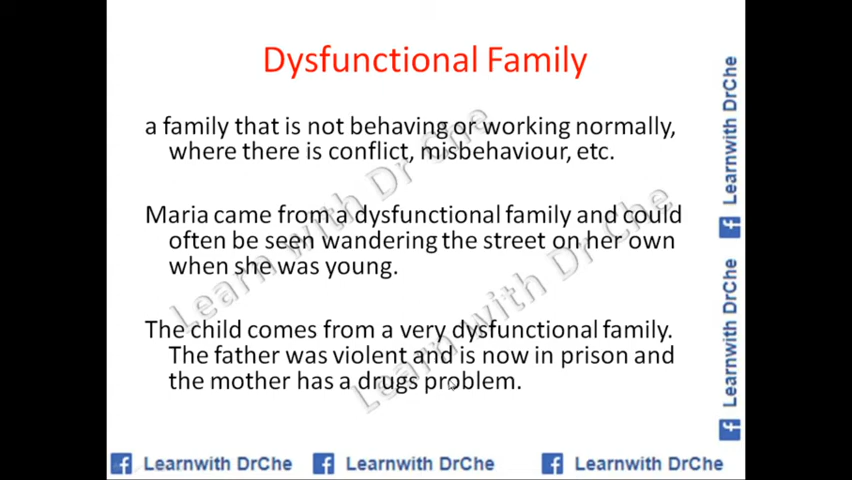 Dysfunctional Family
a family that is not behaving or working normally,
where there is conflict, misbehaviour, etc.
Maria came from a dysfunctional family and could
often be seen wandering the street on her own
when she was young.
The child comes from a very dysfunctional family.
The father was violent and is now in prison and
the mother has a drugs problem.
Learn with Dr Che
Learn with Dr Che
Learnwith DrChe
Learnwith DrChe
Learnwith DrChe
Learnwith DrChe
Learnwith DrChe